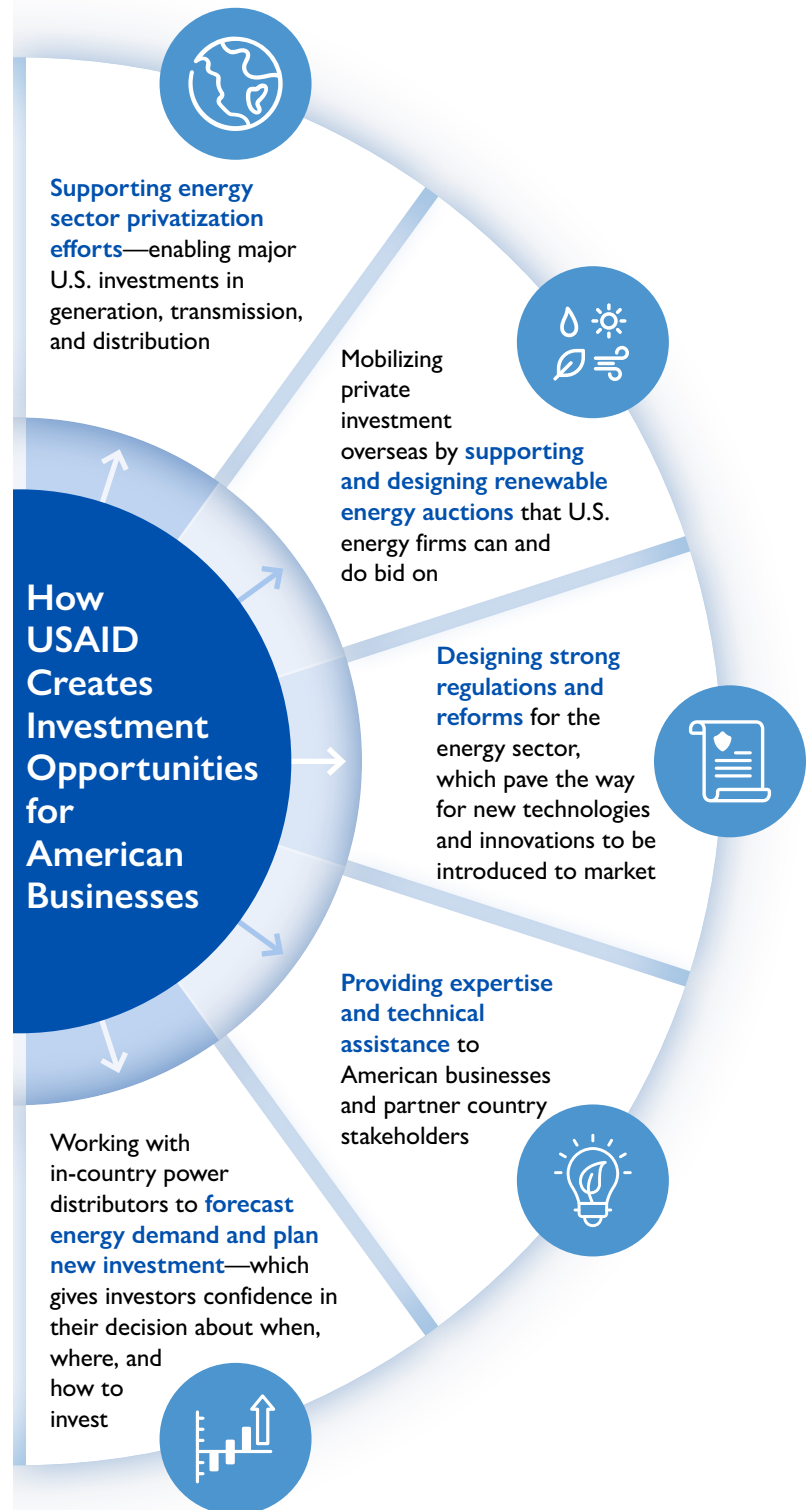 How
USAID
Creates
Investment
Opportunities
for
American
Businesses
Supporting energy
sector privatization
efforts—enabling major
U.S. investments in
generation, transmission,
and distribution
Mobilizing
private
investment
overseas by supporting
and designing renewable
energy auctions that U.S.
energy firms can and
do bid on
Designing strong
regulations and
reforms for the
energy sector,
which pave the way
for new technologies
and innovations to be
introduced to market
Providing expertise
and technical
assistance to
American businesses
and partner country
stakeholders
Working with
in-country power
distributors to forecast
energy demand and plan
new investment—which
gives investors confidence in
their decision about when,
where, and
how to
invest